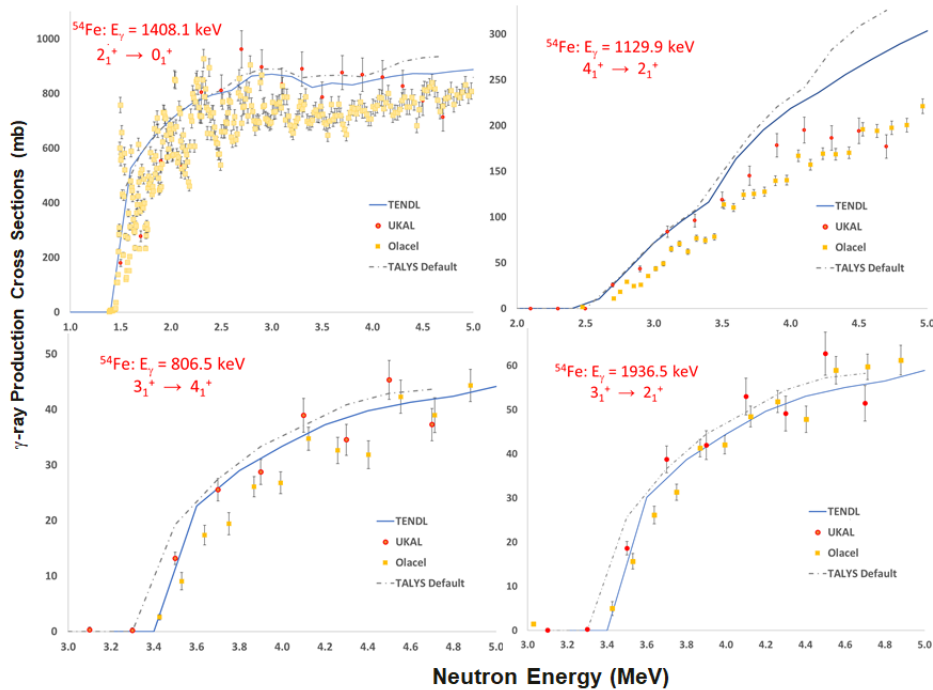 ⁵⁴Fe: Eγ = 1408.1 keV
2₁⁺ → 0₁⁺
1000
800
600
400
200
0
1.0 1.5 2.0 2.5 3.0 3.5 4.0 4.5 5.0
TENDL
UKAL
Olacel
TALYS Default
⁵⁴Fe: Eγ = 1129.9 keV
4₁⁺ → 2₁⁺
300
250
200
150
100
50
0
2.0 2.5 3.0 3.5 4.0 4.5 5.0
TENDL
UKAL
Olacel
TALYS Default
γ-ray Production Cross Sections (mb)
⁵⁴Fe: Eγ = 806.5 keV
3₁⁺ → 4₁⁺
50
40
30
20
10
0
3.0 3.2 3.4 3.6 3.8 4.0 4.2 4.4 4.6 4.8 5.0
TENDL
UKAL
Olacel
TALYS Default
⁵⁴Fe: Eγ = 1936.5 keV
3₁⁺ → 2₁⁺
60
50
40
30
20
10
0
3.0 3.2 3.4 3.6 3.8 4.0 4.2 4.4 4.6 4.8 5.0
TENDL
UKAL
Olacel
TALYS Default
Neutron Energy (MeV)